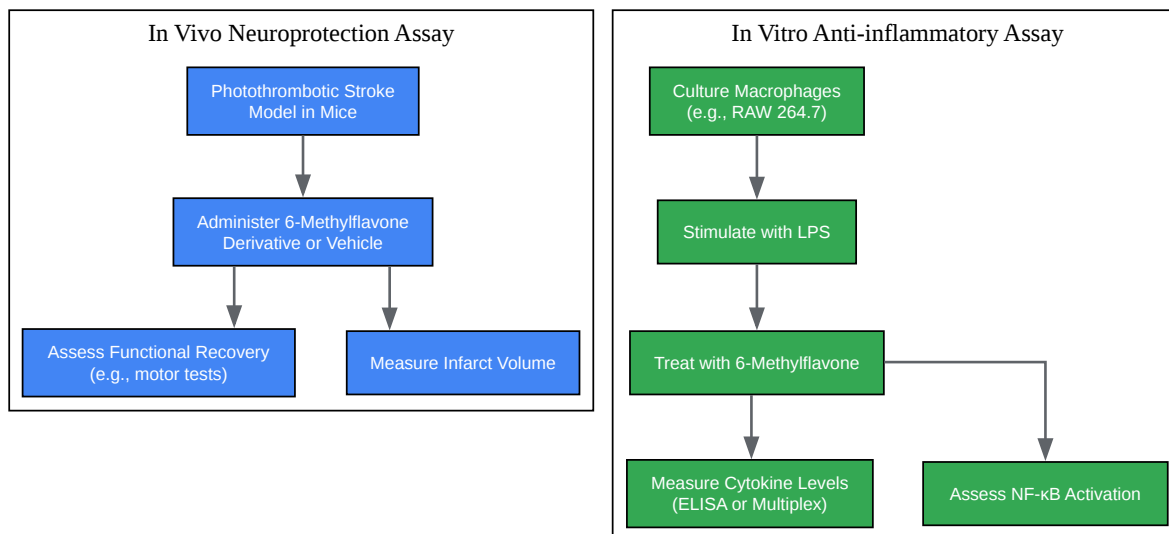 In Vivo Neuroprotection Assay
Photothrombotic Stroke
Model in Mice
Administer 6-Methylflavone
Derivative or Vehicle
Assess Functional Recovery
(e.g., motor tests)
Measure Infarct Volume
In Vitro Anti-inflammatory Assay
Culture Macrophages
(e.g., RAW 264.7)
Stimulate with LPS
Treat with 6-Methylflavone
Measure Cytokine Levels
(ELISA or Multiplex)
Assess NF-κB Activation